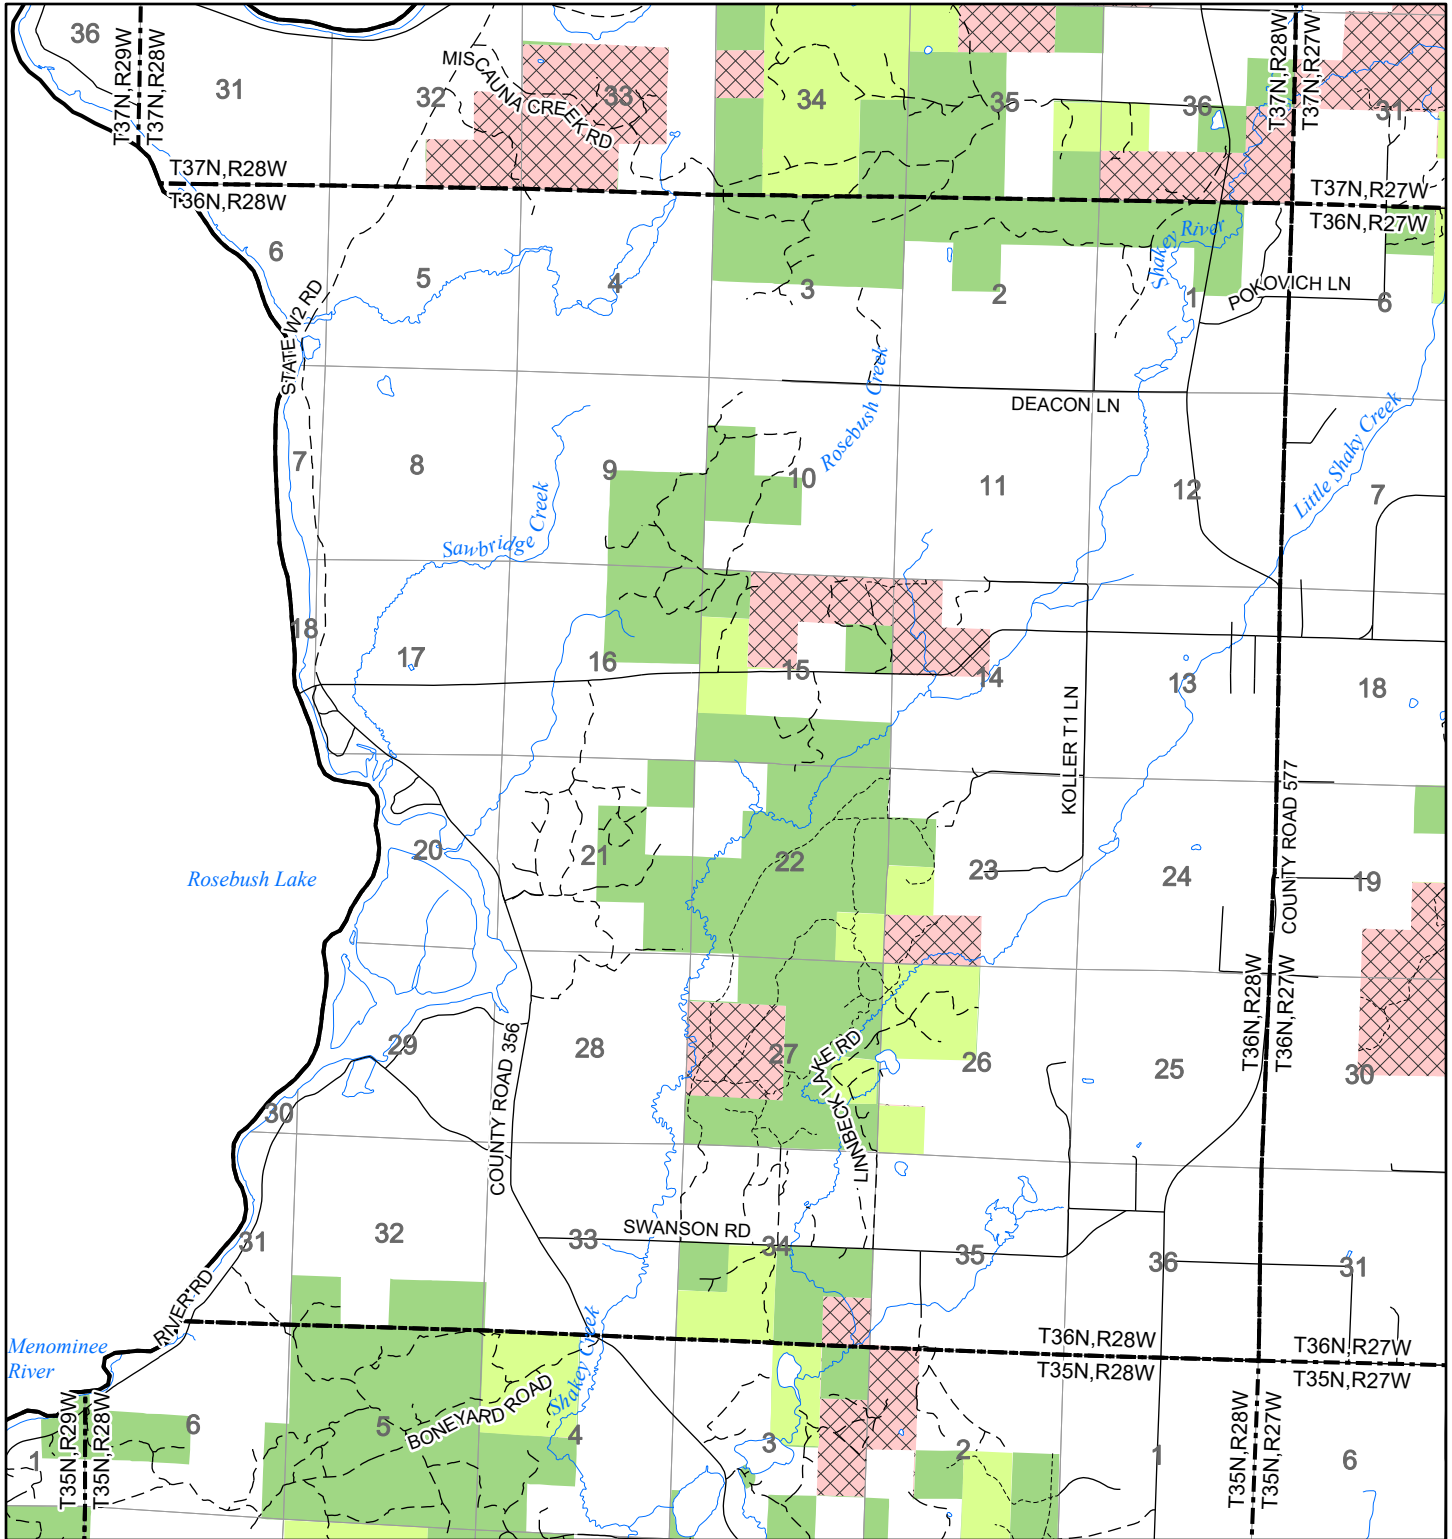 36
T37N,R29W
T37N,R28W
31
32
MISCAUNA CREEK RD
33
34
35
36
T37N,R28W
T37N,R27W
31
T37N,R28W
T36N,R28W
T37N,R27W
T36N,R27W
6
5
4
3
2
Shakey River
1
POKOVICH LN
6
STATE W2 RD
Rosebush Creek
DEACON LN
Little Shaky Creek
7
8
9
10
11
12
7
Sawbridge Creek
18
17
16
15
14
13
18
KOLLER T1 LN
COUNTY ROAD 577
20
21
22
23
24
19
Rosebush Lake
T36N,R28W
T36N,R27W
29
28
27
26
25
30
COUNTY ROAD 356
LINNBECK LAKE RD
30
31
32
33
SWANSON RD
34
35
36
31
RIVER RD
Menominee
River
Shakey Creek
T36N,R28W
T35N,R28W
T36N,R27W
T35N,R27W
T35N,R29W
T35N,R28W
1
6
5
BONEYARD ROAD
4
3
2
1
T35N,R28W
T35N,R27W
6